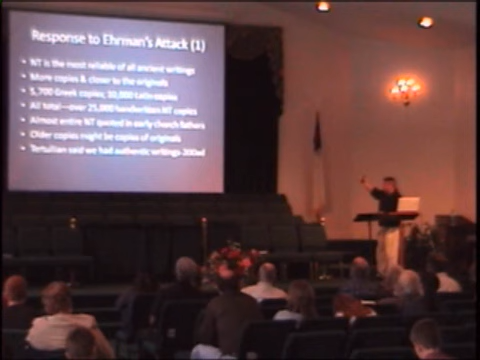 Response to Ehrman's Attack (1)
• NT is the most reliable of all ancient writings
• More copies & closer to the originals
• 5,700 Greek copies; 10,000 Latin copies
• All total—over 25,000 handwritten NT copies
• Almost entire NT quoted in early church fathers
• Older copies might be copies of originals
• Tertullian said we had authentic writings 200ad